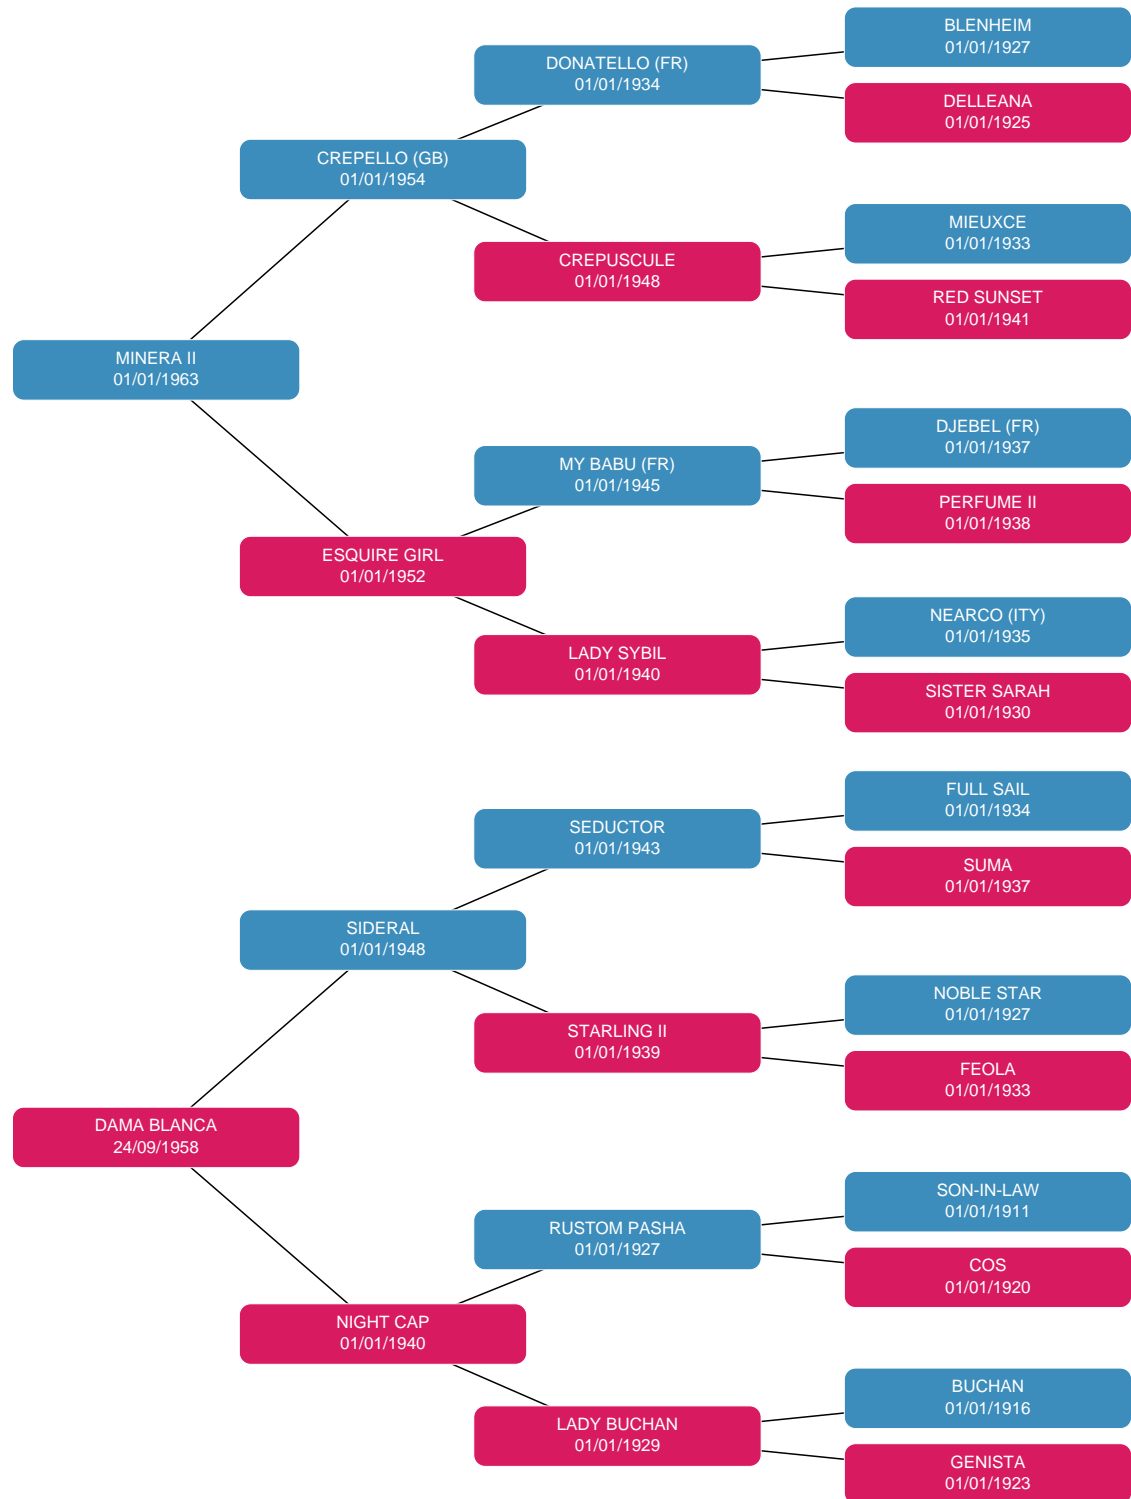 BLENHEIM
01/01/1927
DONATELLO (FR)
01/01/1934
DELLEANA
01/01/1925
CREPELLO (GB)
01/01/1954
MIEUXCE
01/01/1933
CREPUSCULE
01/01/1948
RED SUNSET
01/01/1941
MINERA II
01/01/1963
DJEBEL (FR)
01/01/1937
MY BABU (FR)
01/01/1945
PERFUME II
01/01/1938
ESQUIRE GIRL
01/01/1952
NEARCO (ITY)
01/01/1935
LADY SYBIL
01/01/1940
SISTER SARAH
01/01/1930
FULL SAIL
01/01/1934
SEDUCTOR
01/01/1943
SUMA
01/01/1937
SIDERAL
01/01/1948
NOBLE STAR
01/01/1927
STARLING II
01/01/1939
FEOLA
01/01/1933
DAMA BLANCA
24/09/1958
SON-IN-LAW
01/01/1911
RUSTOM PASHA
01/01/1927
COS
01/01/1920
NIGHT CAP
01/01/1940
BUCHAN
01/01/1916
LADY BUCHAN
01/01/1929
GENISTA
01/01/1923